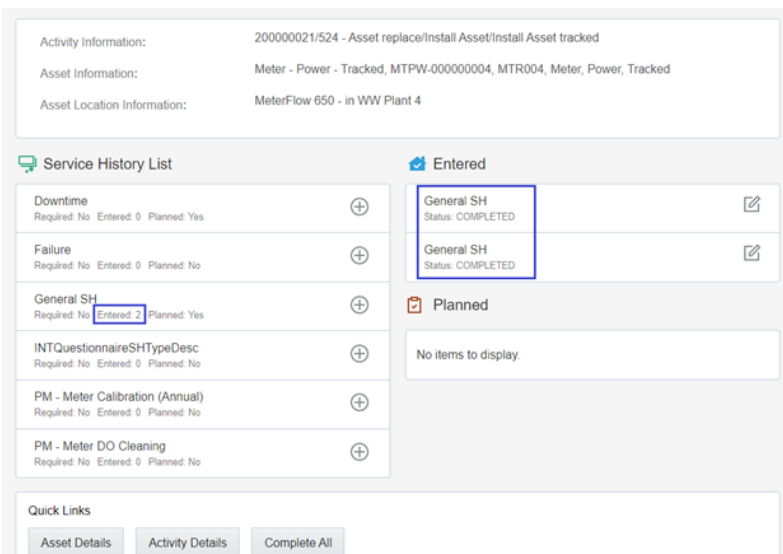 Activity Information: 200000021/524 - Asset replace/Install Asset/Install Asset tracked
Asset Information: Meter - Power - Tracked, MTPW-000000004, MTR004, Meter, Power, Tracked
Asset Location Information: MeterFlow 650 - in WW Plant 4
Service History List
Downtime
Required: No Entered: 0 Planned: Yes
Failure
Required: No Entered: 0 Planned: No
General SH
Required: No Entered: 2 Planned: Yes
INTQuestionnaireSHTypeDesc
Required: No Entered: 0 Planned: No
PM - Meter Calibration (Annual)
Required: No Entered: 0 Planned: No
PM - Meter DO Cleaning
Required: No Entered: 0 Planned: No
Entered
General SH
Status: COMPLETED
General SH
Status: COMPLETED
Planned
No items to display.
Quick Links
Asset Details Activity Details Complete All